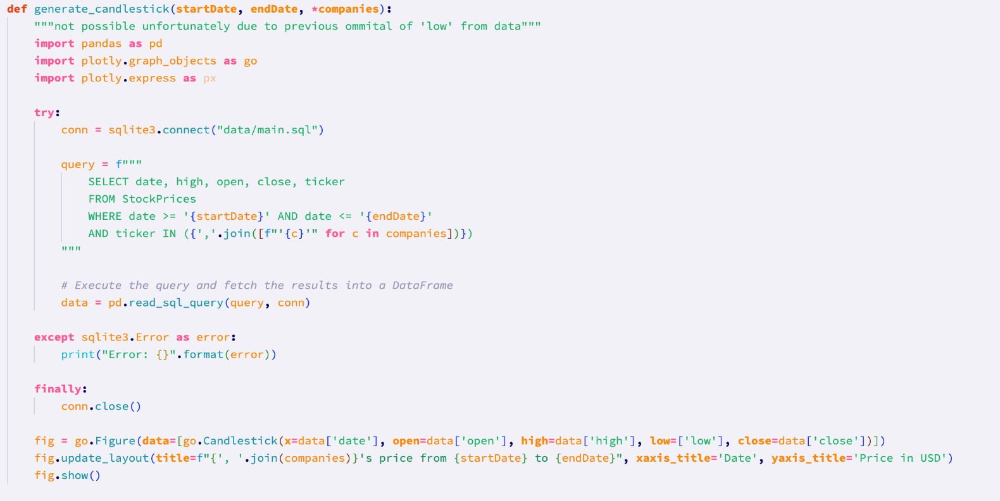 def generate_candlestick(startDate, endDate, *companies):
    """not possible unfortunately due to previous ommital of 'low' from data"""
    import pandas as pd
    import plotly.graph_objects as go
    import plotly.express as px

    try:
        conn = sqlite3.connect("data/main.sql")

        query = f"""
            SELECT date, high, open, close, ticker
            FROM StockPrices
            WHERE date >= '{startDate}' AND date <= '{endDate}'
            AND ticker IN ({','.join([f"'{c}'" for c in companies])})
        """

        # Execute the query and fetch the results into a DataFrame
        data = pd.read_sql_query(query, conn)

    except sqlite3.Error as error:
        print("Error: {}".format(error))

    finally:
        conn.close()

    fig = go.Figure(data=[go.Candlestick(x=data['date'], open=data['open'], high=data['high'], low=['low'], close=data['close'])])
    fig.update_layout(title=f"{', '.join(companies)}'s price from {startDate} to {endDate}", xaxis_title='Date', yaxis_title='Price in USD')
    fig.show()